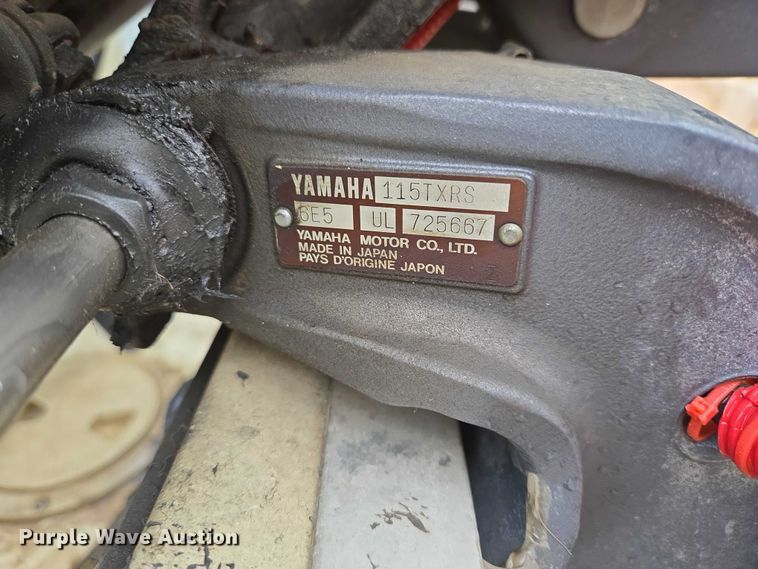 YAMAHA 115TXRS
6E5 UL 725667
YAMAHA MOTOR CO., LTD.
MADE IN JAPAN
PAYS D'ORIGINE JAPON
Purple Wave Auction